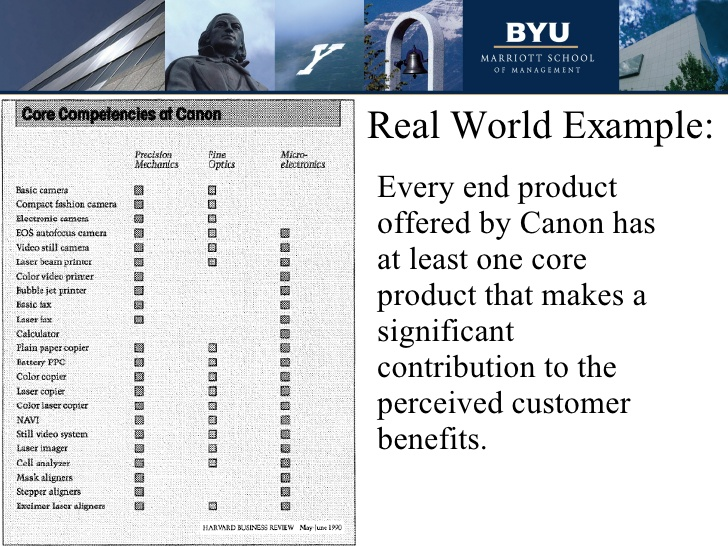 Y
BYU
MARRIOTT SCHOOL
OF MANAGEMENT
Core Competencies at Canon
Precision Mechanics
Fine Optics
Micro-electronics
Basic camera
Compact fashion camera
Electronic camera
EOS autofocus camera
Video still camera
Laser beam printer
Color video printer
Bubble jet printer
Basic fax
Laser fax
Calculator
Plain paper copier
Battery PPC
Color copier
Laser copier
Color laser copier
NAVI
Still video system
Laser imager
Cell analyzer
Mask aligners
Stepper aligners
Excimer laser aligners
HARVARD BUSINESS REVIEW May-June 1990
Real World Example:
Every end product
offered by Canon has
at least one core
product that makes a
significant
contribution to the
perceived customer
benefits.